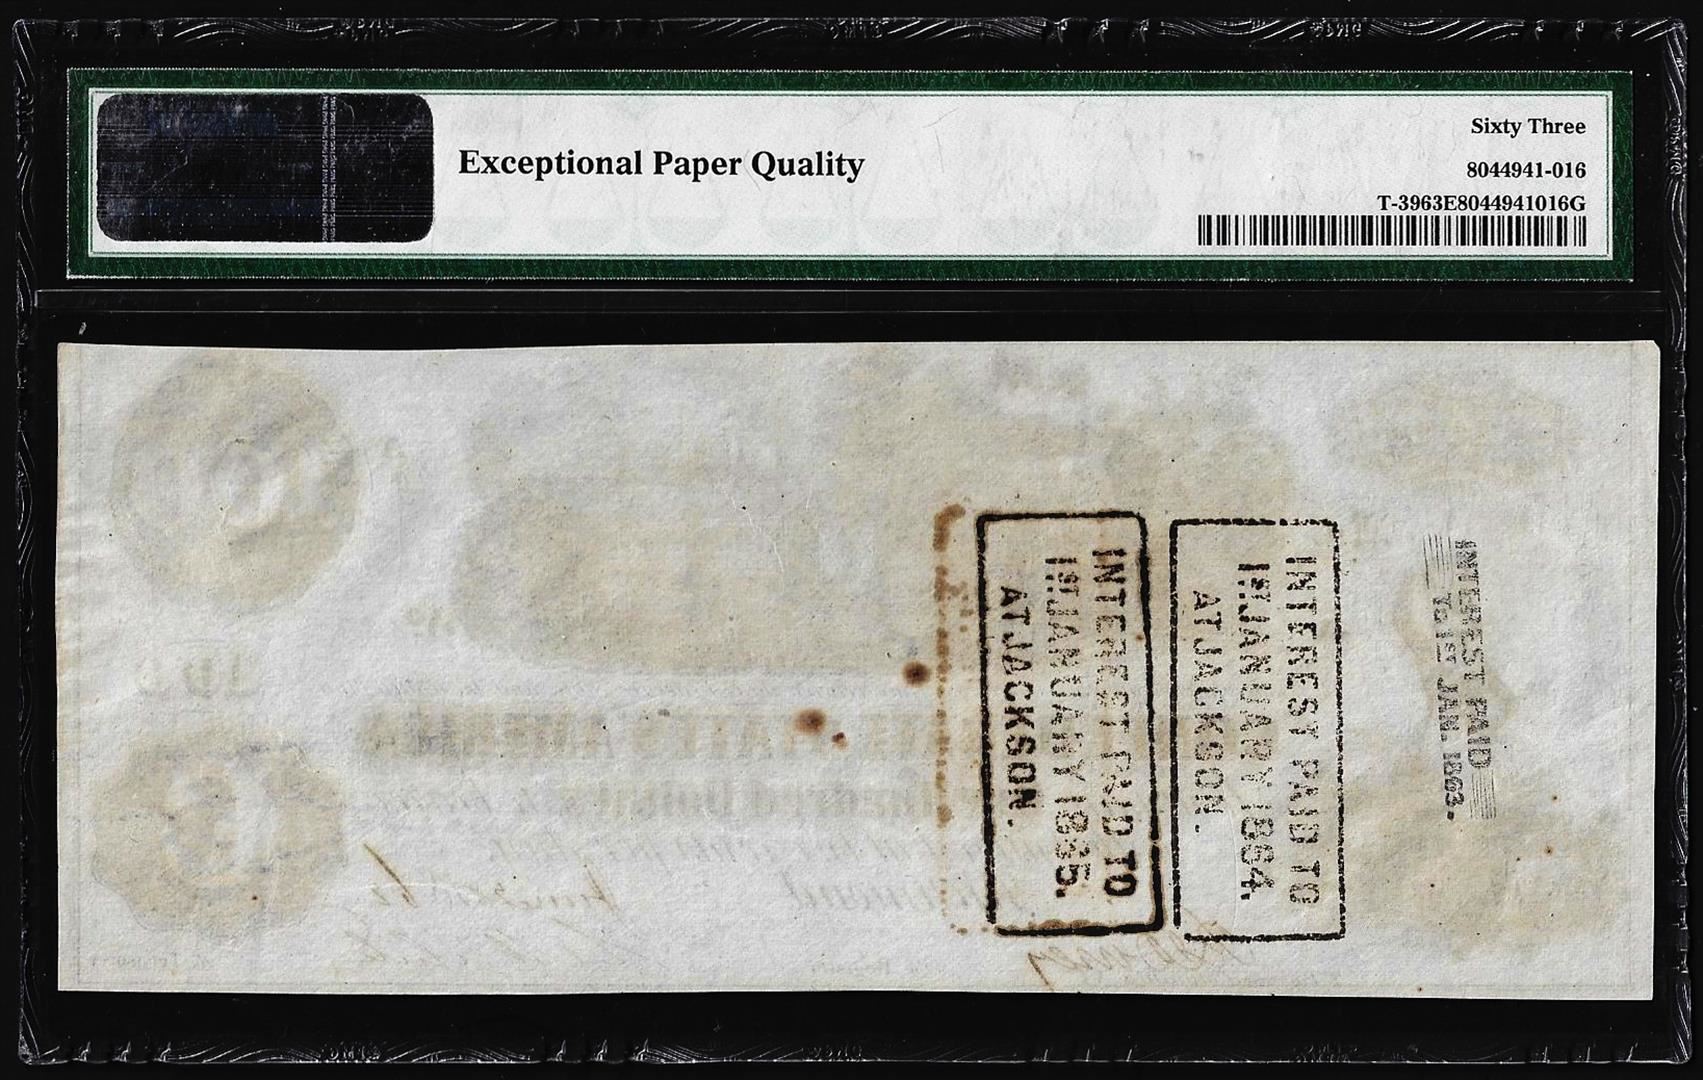 Exceptional Paper Quality
Sixty Three
8044941-016
T-3963E8044941016G
INTEREST PAID TO
1ST JANUARY 1865.
AT JACKSON.
INTEREST PAID TO
1ST JANUARY 1864
AT JACKSON.
INTEREST PAID
To 1ST JAN. 1863.